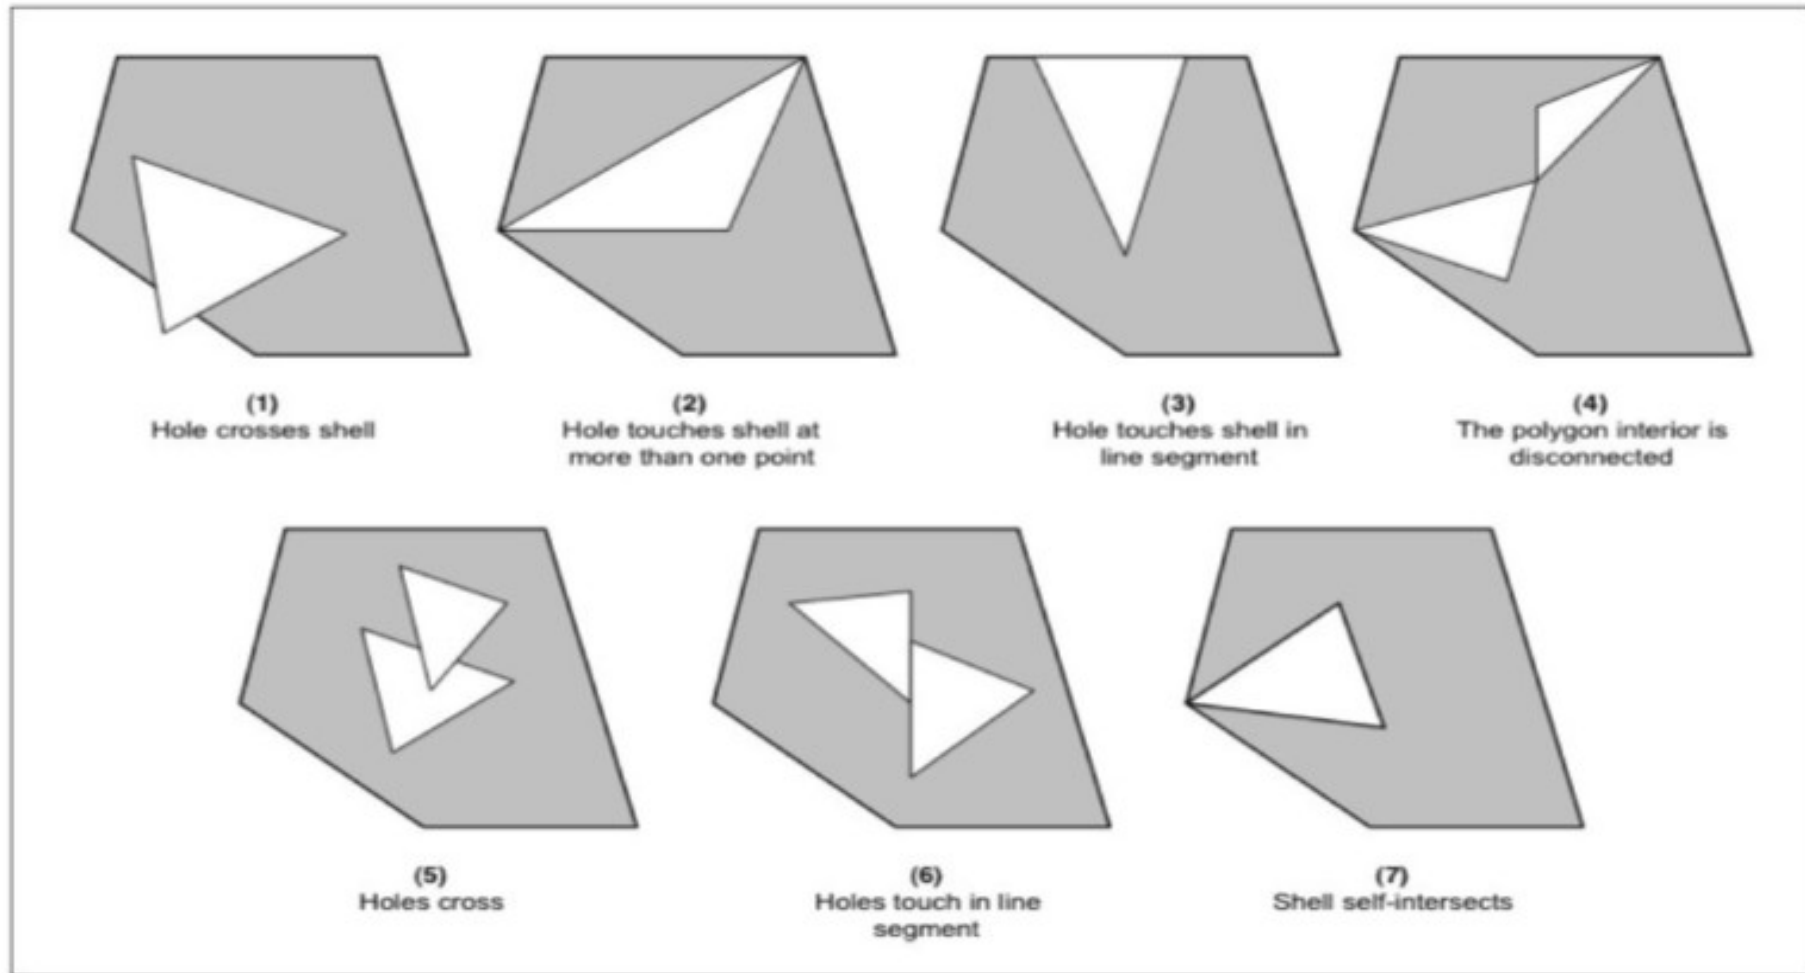 (1)
Hole crosses shell
(2)
Hole touches shell at
more than one point
(3)
Hole touches shell in
line segment
(4)
The polygon interior is
disconnected
(5)
Holes cross
(6)
Holes touch in line
segment
(7)
Shell self-intersects